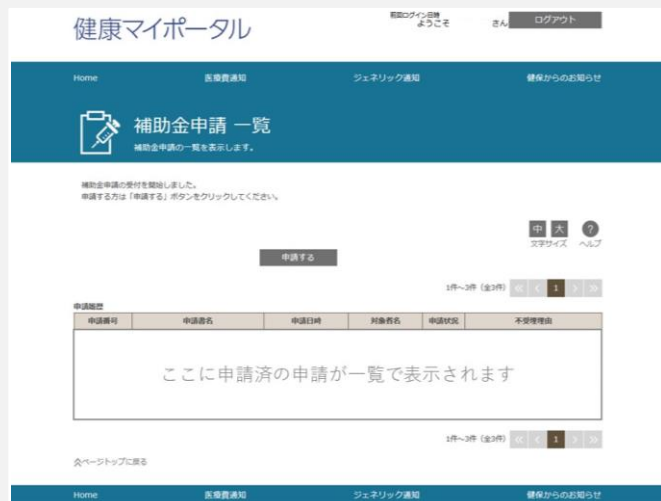 健康マイポータル
前回ログイン日時
ようこそ さん
ログアウト
Home 医療費通知 ジェネリック通知 健保からのお知らせ
補助金申請 一覧
補助金申請の一覧を表示します。
補助金申請の受付を開始しました。
申請する方は「申請する」ボタンをクリックしてください。
中 大 ?
文字サイズ ヘルプ
申請する
1件～3件 (全3件) 《 〈 1 〉 》
申請履歴
申請番号 申請書名 申請日時 対象者名 申請状況 不受理理由
ここに申請済の申請が一覧で表示されます
1件～3件 (全3件) 《 〈 1 〉 》
ページトップに戻る
Home 医療費通知 ジェネリック通知 健保からのお知らせ